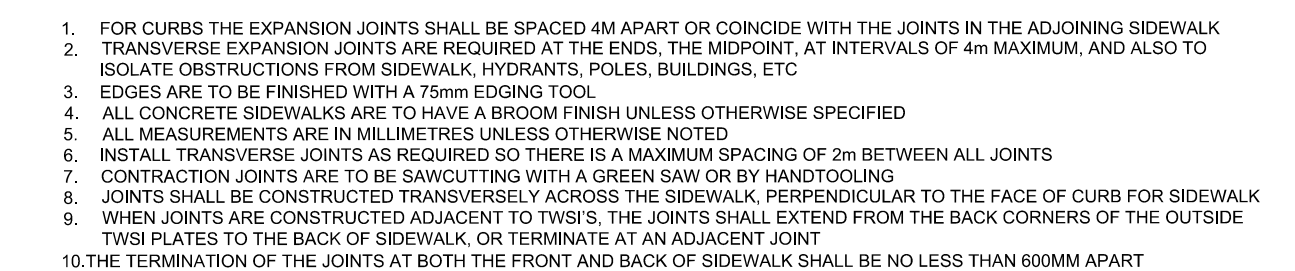 1. FOR CURBS THE EXPANSION JOINTS SHALL BE SPACED 4M APART OR COINCIDE WITH THE JOINTS IN THE ADJOINING SIDEWALK
2. TRANSVERSE EXPANSION JOINTS ARE REQUIRED AT THE ENDS, THE MIDPOINT, AT INTERVALS OF 4m MAXIMUM, AND ALSO TO
ISOLATE OBSTRUCTIONS FROM SIDEWALK, HYDRANTS, POLES, BUILDINGS, ETC
3. EDGES ARE TO BE FINISHED WITH A 75mm EDGING TOOL
4. ALL CONCRETE SIDEWALKS ARE TO HAVE A BROOM FINISH UNLESS OTHERWISE SPECIFIED
5. ALL MEASUREMENTS ARE IN MILLIMETRES UNLESS OTHERWISE NOTED
6. INSTALL TRANSVERSE JOINTS AS REQUIRED SO THERE IS A MAXIMUM SPACING OF 2m BETWEEN ALL JOINTS
7. CONTRACTION JOINTS ARE TO BE SAWCUTTING WITH A GREEN SAW OR BY HANDTOOLING
8. JOINTS SHALL BE CONSTRUCTED TRANSVERSELY ACROSS THE SIDEWALK, PERPENDICULAR TO THE FACE OF CURB FOR SIDEWALK
9. WHEN JOINTS ARE CONSTRUCTED ADJACENT TO TWSI'S, THE JOINTS SHALL EXTEND FROM THE BACK CORNERS OF THE OUTSIDE
TWSI PLATES TO THE BACK OF SIDEWALK, OR TERMINATE AT AN ADJACENT JOINT
10.THE TERMINATION OF THE JOINTS AT BOTH THE FRONT AND BACK OF SIDEWALK SHALL BE NO LESS THAN 600MM APART